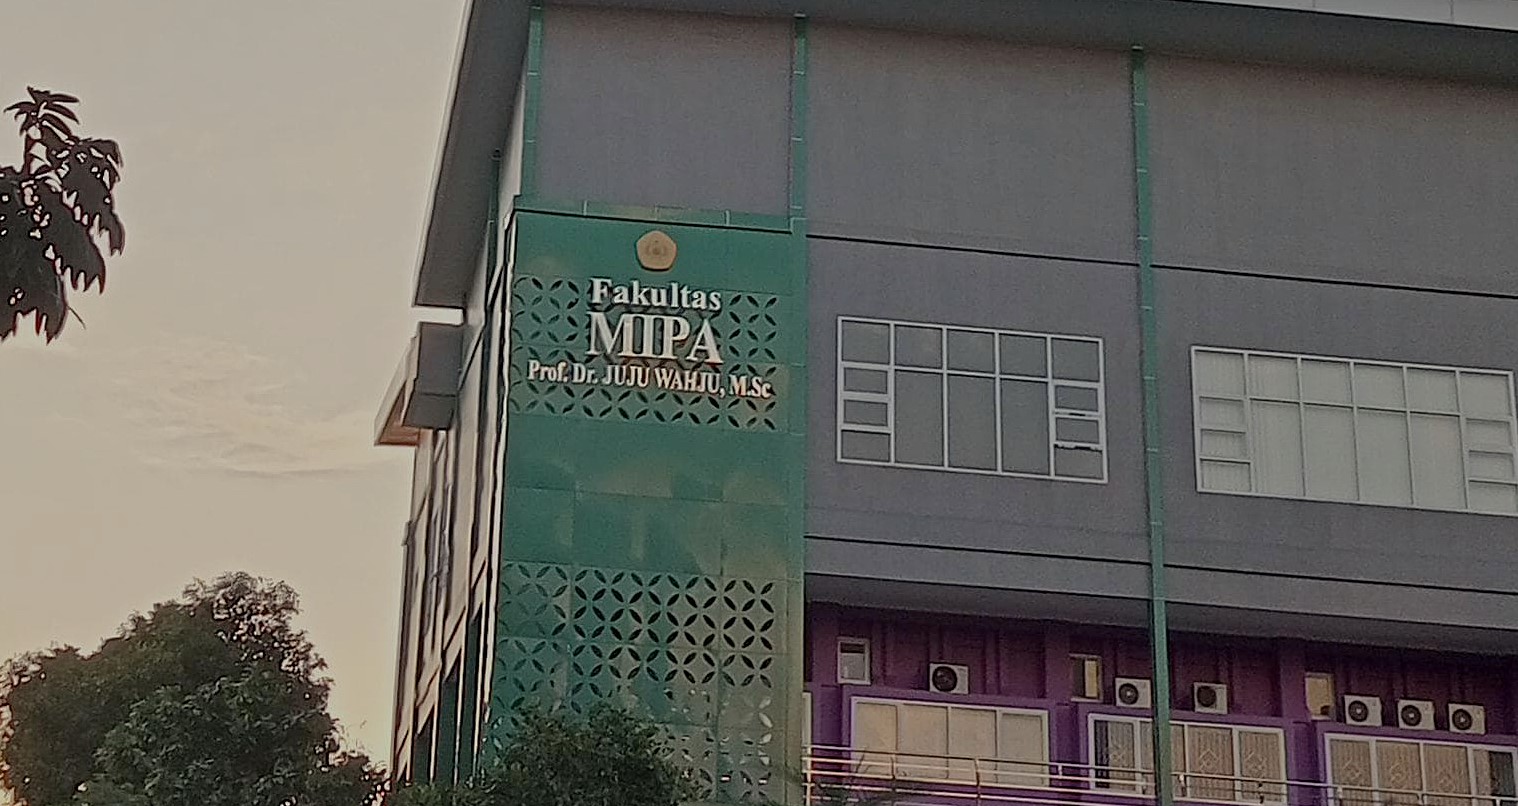 Fakultas
MIPA
Prof. Dr. JUJU WAHJU, M.Sc